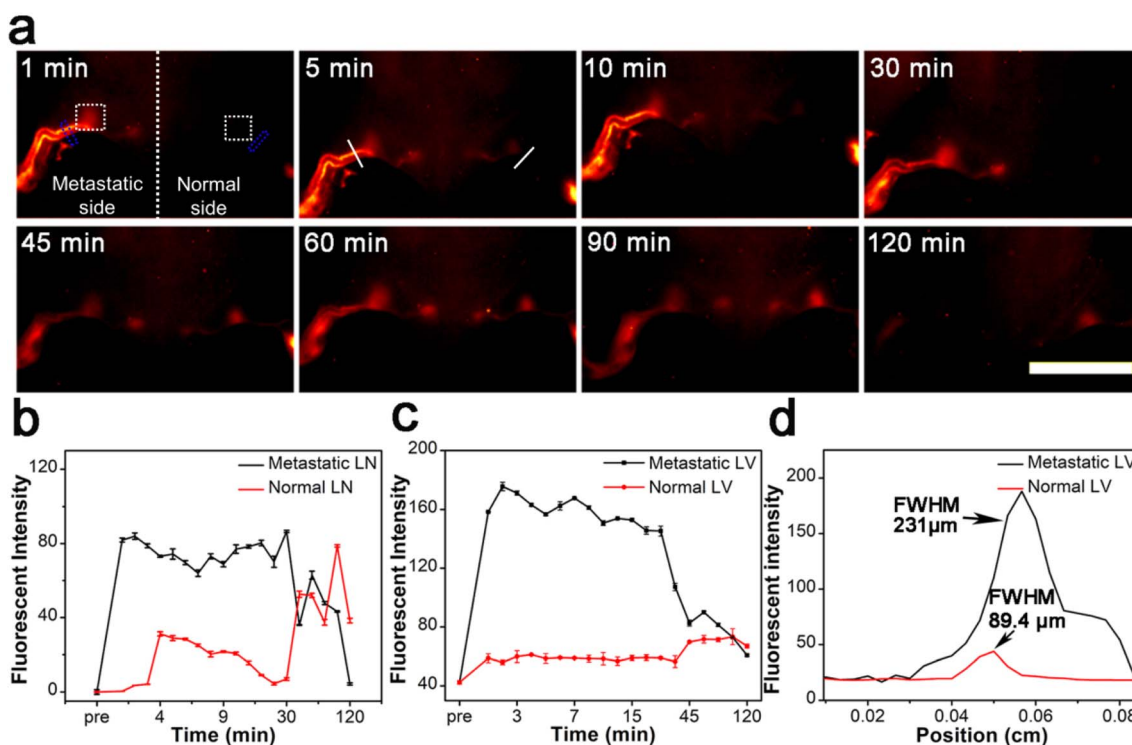 a
1 min
5 min
10 min
30 min
Metastatic side
Normal side
45 min
60 min
90 min
120 min
b
120
80
40
0
Fluorescent Intensity
Metastatic LN
Normal LN
pre
4
9
30
120
Time (min)
c
200
160
120
80
40
Fluorescent Intensity
Metastatic LV
Normal LV
pre
3
7
15
45
120
Time (min)
d
200
150
100
50
0
Fluorescent intensity
Metastatic LV
Normal LV
FWHM
231µm
FWHM
89.4 µm
0.02
0.04
0.06
0.08
Position (cm)